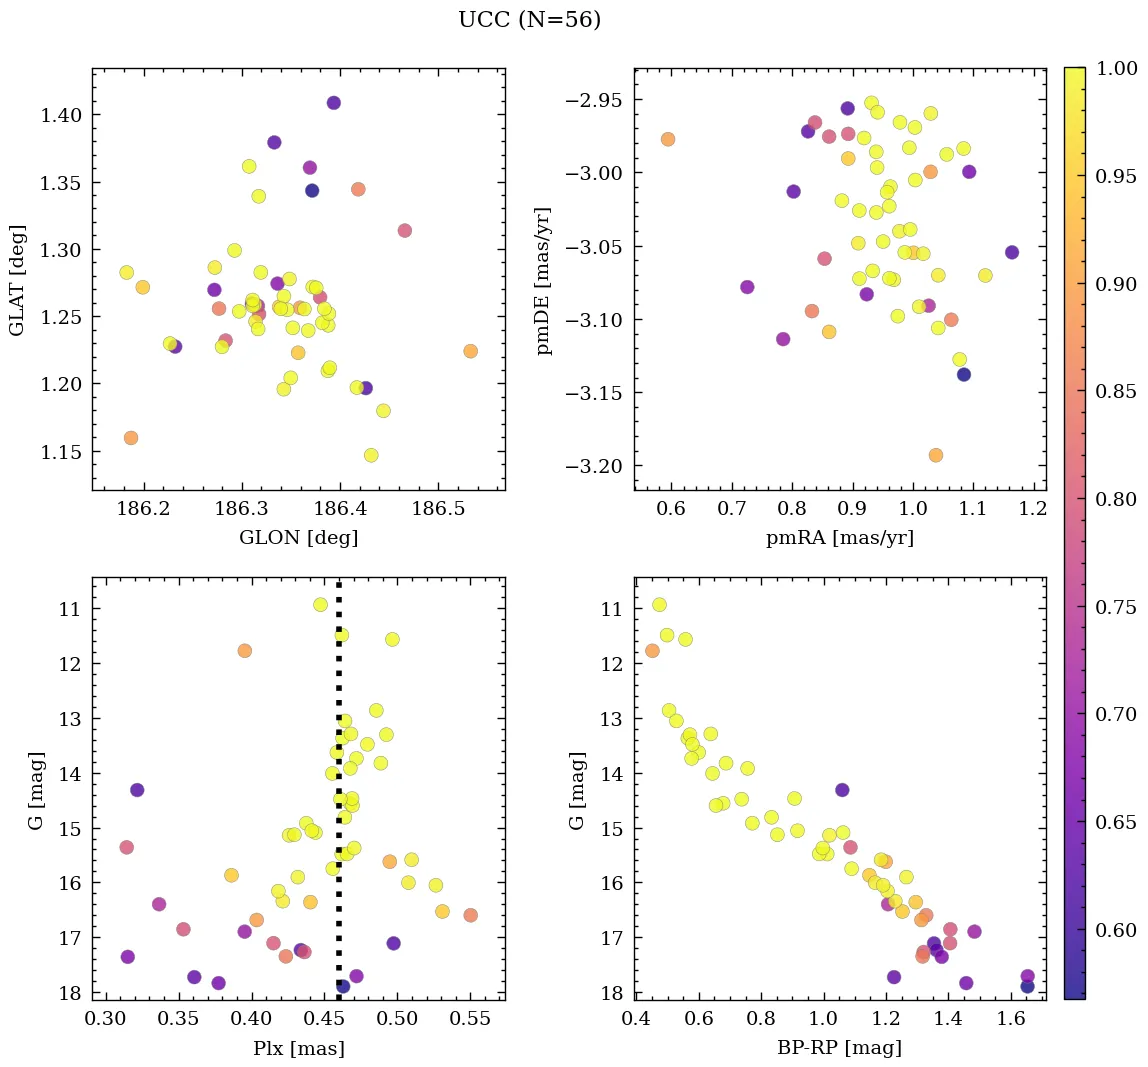 UCC (N=56)
1.40
1.35
1.30
1.25
1.20
1.15
GLAT [deg]
186.2 186.3 186.4 186.5
GLON [deg]
−2.95
−3.00
−3.05
−3.10
−3.15
−3.20
pmDE [mas/yr]
0.6 0.7 0.8 0.9 1.0 1.1 1.2
pmRA [mas/yr]
11
12
13
14
15
16
17
18
G [mag]
0.30 0.35 0.40 0.45 0.50 0.55
Plx [mas]
11
12
13
14
15
16
17
18
G [mag]
0.4 0.6 0.8 1.0 1.2 1.4 1.6
BP-RP [mag]
1.00
0.95
0.90
0.85
0.80
0.75
0.70
0.65
0.60